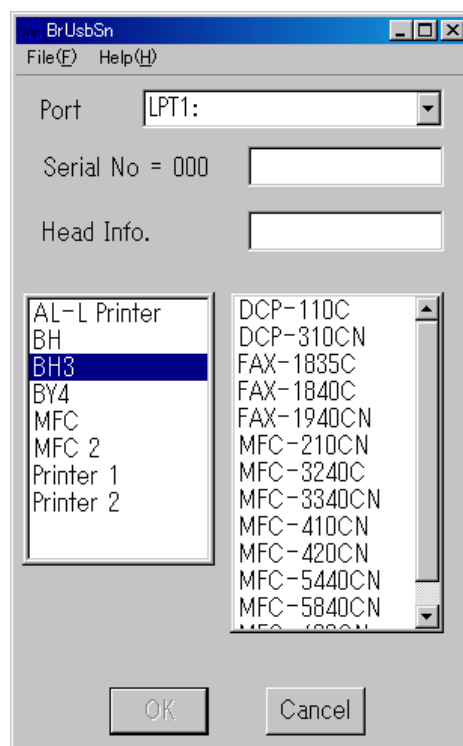 BrUsbSn
File(F) Help(H)
Port LPT1:
Serial No = 000
Head Info.
AL-L Printer
BH
BH3
BY4
MFC
MFC 2
Printer 1
Printer 2
DCP-110C
DCP-310CN
FAX-1835C
FAX-1840C
FAX-1940CN
MFC-210CN
MFC-3240C
MFC-3340CN
MFC-410CN
MFC-420CN
MFC-5440CN
MFC-5840CN
OK Cancel